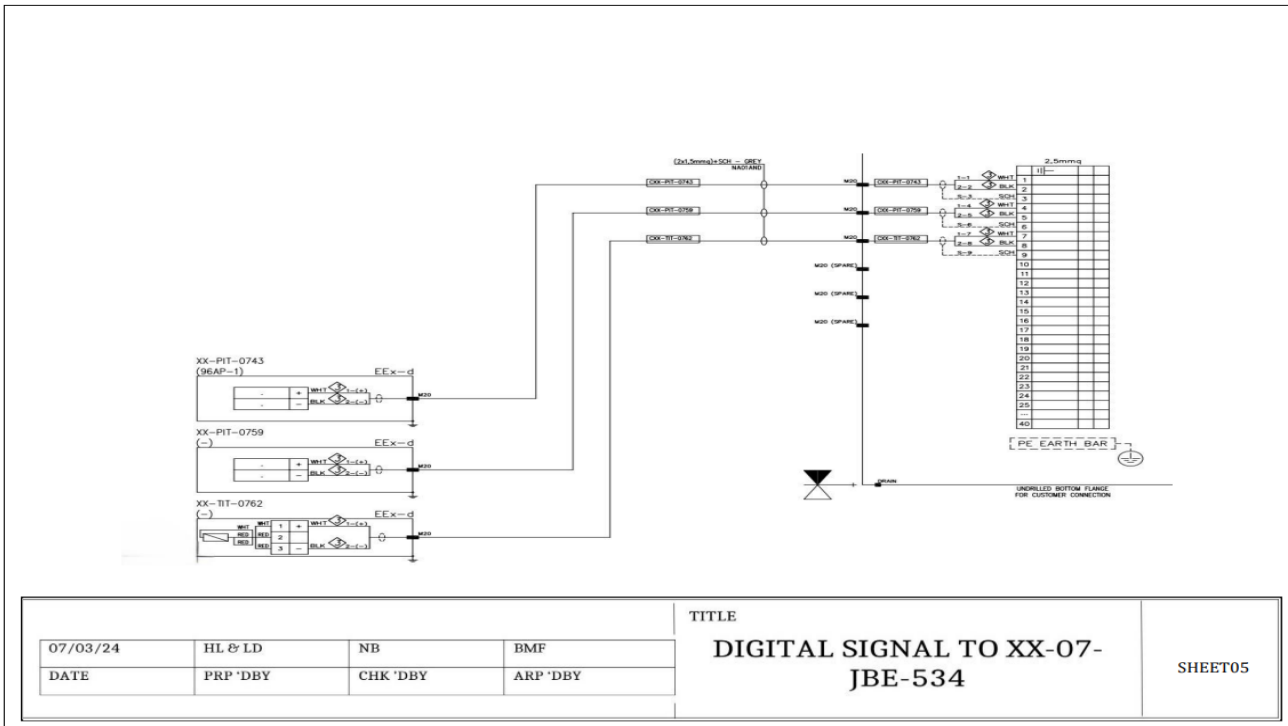 (2x1,5mmq)+SCH - GREY
NA01AND
2,5mmq
M20 CXX-PIT-0743 1-1 WHT
CXX-PIT-0743 2-2 BLK
S-3 SCH
M20 CXX-PIT-0759 1-4 WHT
CXX-PIT-0759 2-5 BLK
S-6 SCH
M20 CXX-TIT-0762 1-7 WHT
CXX-TIT-0762 2-8 BLK
S-9 SCH
M20 (SPARE)
M20 (SPARE)
M20 (SPARE)
1
2
3
4
5
6
7
8
9
10
11
12
13
14
15
16
17
18
19
20
21
22
23
24
25
...
40
PE EARTH BAR
DRAIN
UNDRILLED BOTTOM FLANGE
FOR CUSTOMER CONNECTION
XX-PIT-0743
(96AP-1) EEx-d
+ WHT 1-(+) M20
- BLK 2-(-)
XX-PIT-0759
(-) EEx-d
+ WHT 1-(+) M20
- BLK 2-(-)
XX-TIT-0762
(-) EEx-d
WHT WHT 1 + WHT 1-(+)
RED RED 2 M20
RED RED 3 - BLK 2-(-)
07/03/24 HL & LD NB BMF
DATE PRP 'DBY CHK 'DBY ARP 'DBY
TITLE
DIGITAL SIGNAL TO XX-07-
JBE-534
SHEET05